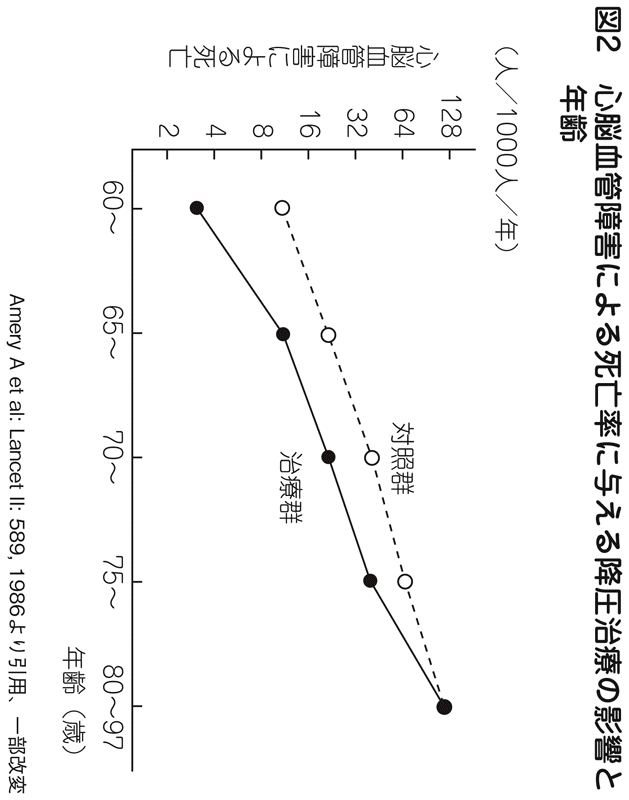 図2　心脳血管障害による死亡率に与える降圧治療の影響と
年齢
（人／1000人／年）
心脳血管障害による死亡
128
64
32
16
8
4
2
対照群
治療群
60～
65～
70～
75～
80～97
年齢（歳）
Amery A et al: Lancet II: 589, 1986より引用、一部改変